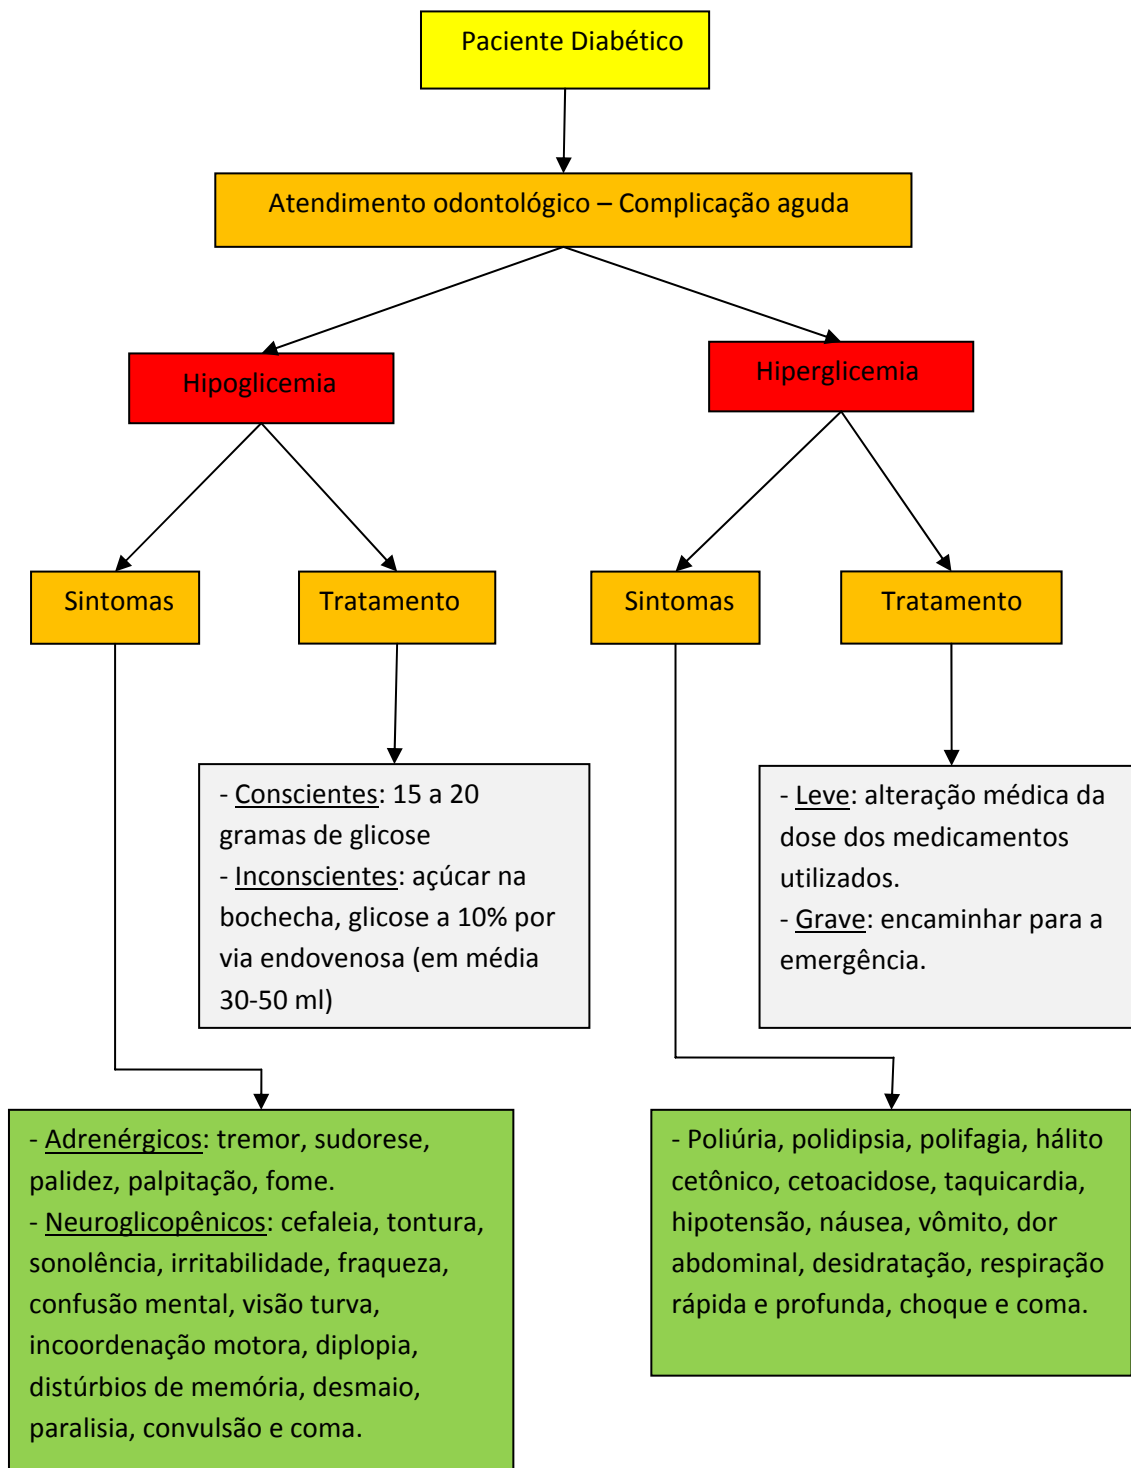 Paciente Diabético
Atendimento odontológico – Complicação aguda
Hipoglicemia
Hiperglicemia
Sintomas
Tratamento
Sintomas
Tratamento
- Conscientes: 15 a 20
gramas de glicose
- Inconscientes: açúcar na
bochecha, glicose a 10% por
via endovenosa (em média
30-50 ml)
- Leve: alteração médica da
dose dos medicamentos
utilizados.
- Grave: encaminhar para a
emergência.
- Adrenérgicos: tremor, sudorese,
palidez, palpitação, fome.
- Neuroglicopênicos: cefaleia, tontura,
sonolência, irritabilidade, fraqueza,
confusão mental, visão turva,
incoordenação motora, diplopia,
distúrbios de memória, desmaio,
paralisia, convulsão e coma.
- Poliúria, polidipsia, polifagia, hálito
cetônico, cetoacidose, taquicardia,
hipotensão, náusea, vômito, dor
abdominal, desidratação, respiração
rápida e profunda, choque e coma.